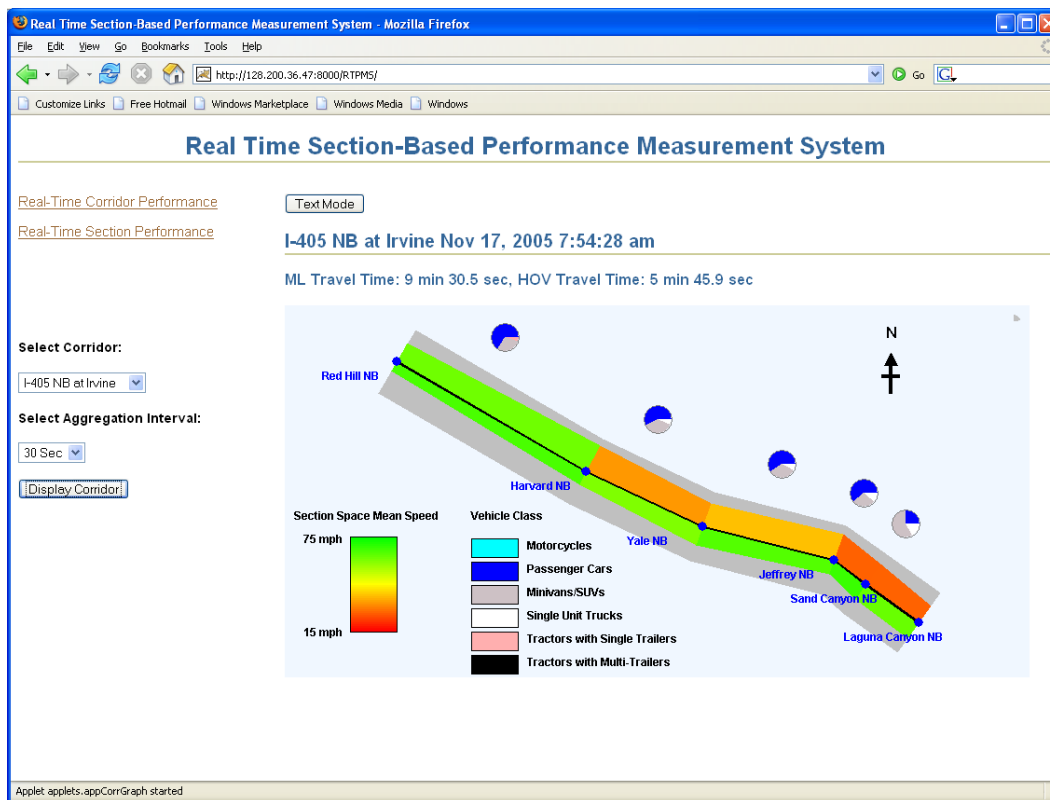 Real Time Section-Based Performance Measurement System - Mozilla Firefox
File Edit View Go Bookmarks Tools Help
http://128.200.36.47:8000/RTPMS/
Go
G
Customize Links Free Hotmail Windows Marketplace Windows Media Windows
Real Time Section-Based Performance Measurement System
Real-Time Corridor Performance
Real-Time Section Performance
Select Corridor:
I-405 NB at Irvine
Select Aggregation Interval:
30 Sec
Display Corridor
Text Mode
I-405 NB at Irvine Nov 17, 2005 7:54:28 am
ML Travel Time: 9 min 30.5 sec, HOV Travel Time: 5 min 45.9 sec
N
Red Hill NB
Harvard NB
Yale NB
Jeffrey NB
Sand Canyon NB
Laguna Canyon NB
Section Space Mean Speed
75 mph
15 mph
Vehicle Class
Motorcycles
Passenger Cars
Minivans/SUVs
Single Unit Trucks
Tractors with Single Trailers
Tractors with Multi-Trailers
Applet applets.appCorrGraph started